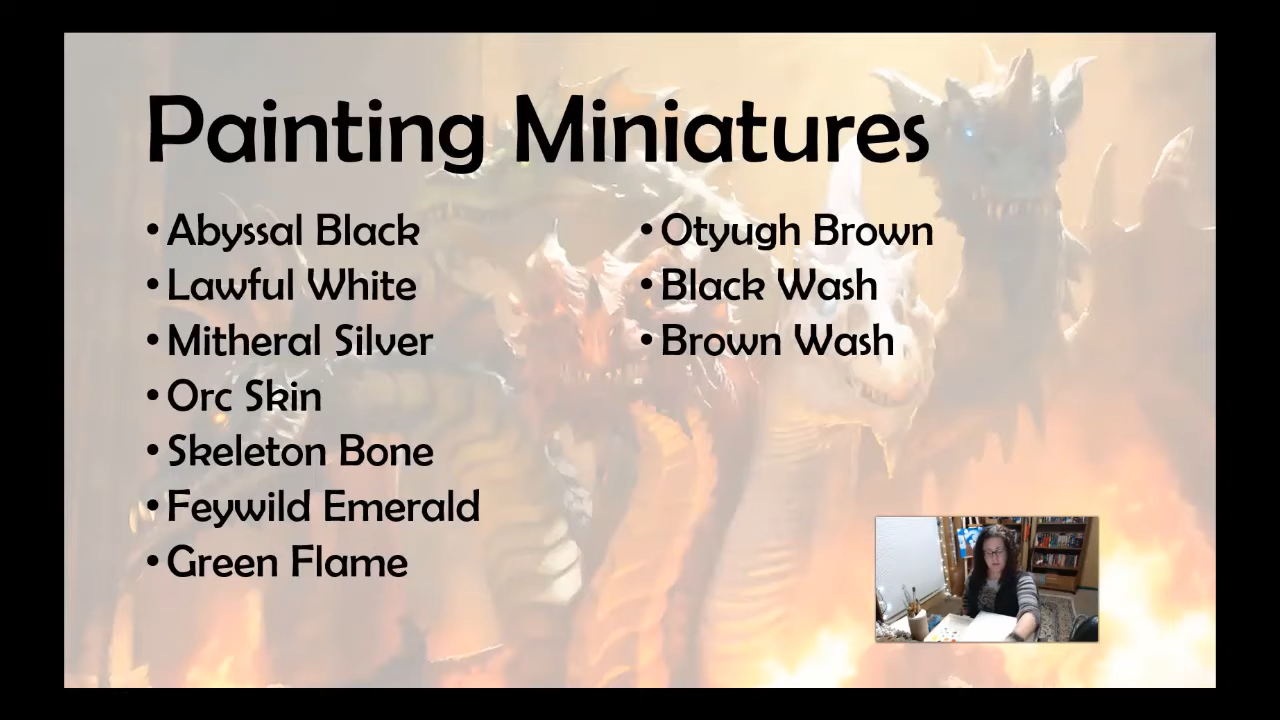 Painting Miniatures
• Abyssal Black
• Lawful White
• Mitheral Silver
• Orc Skin
• Skeleton Bone
• Feywild Emerald
• Green Flame
• Otyugh Brown
• Black Wash
• Brown Wash